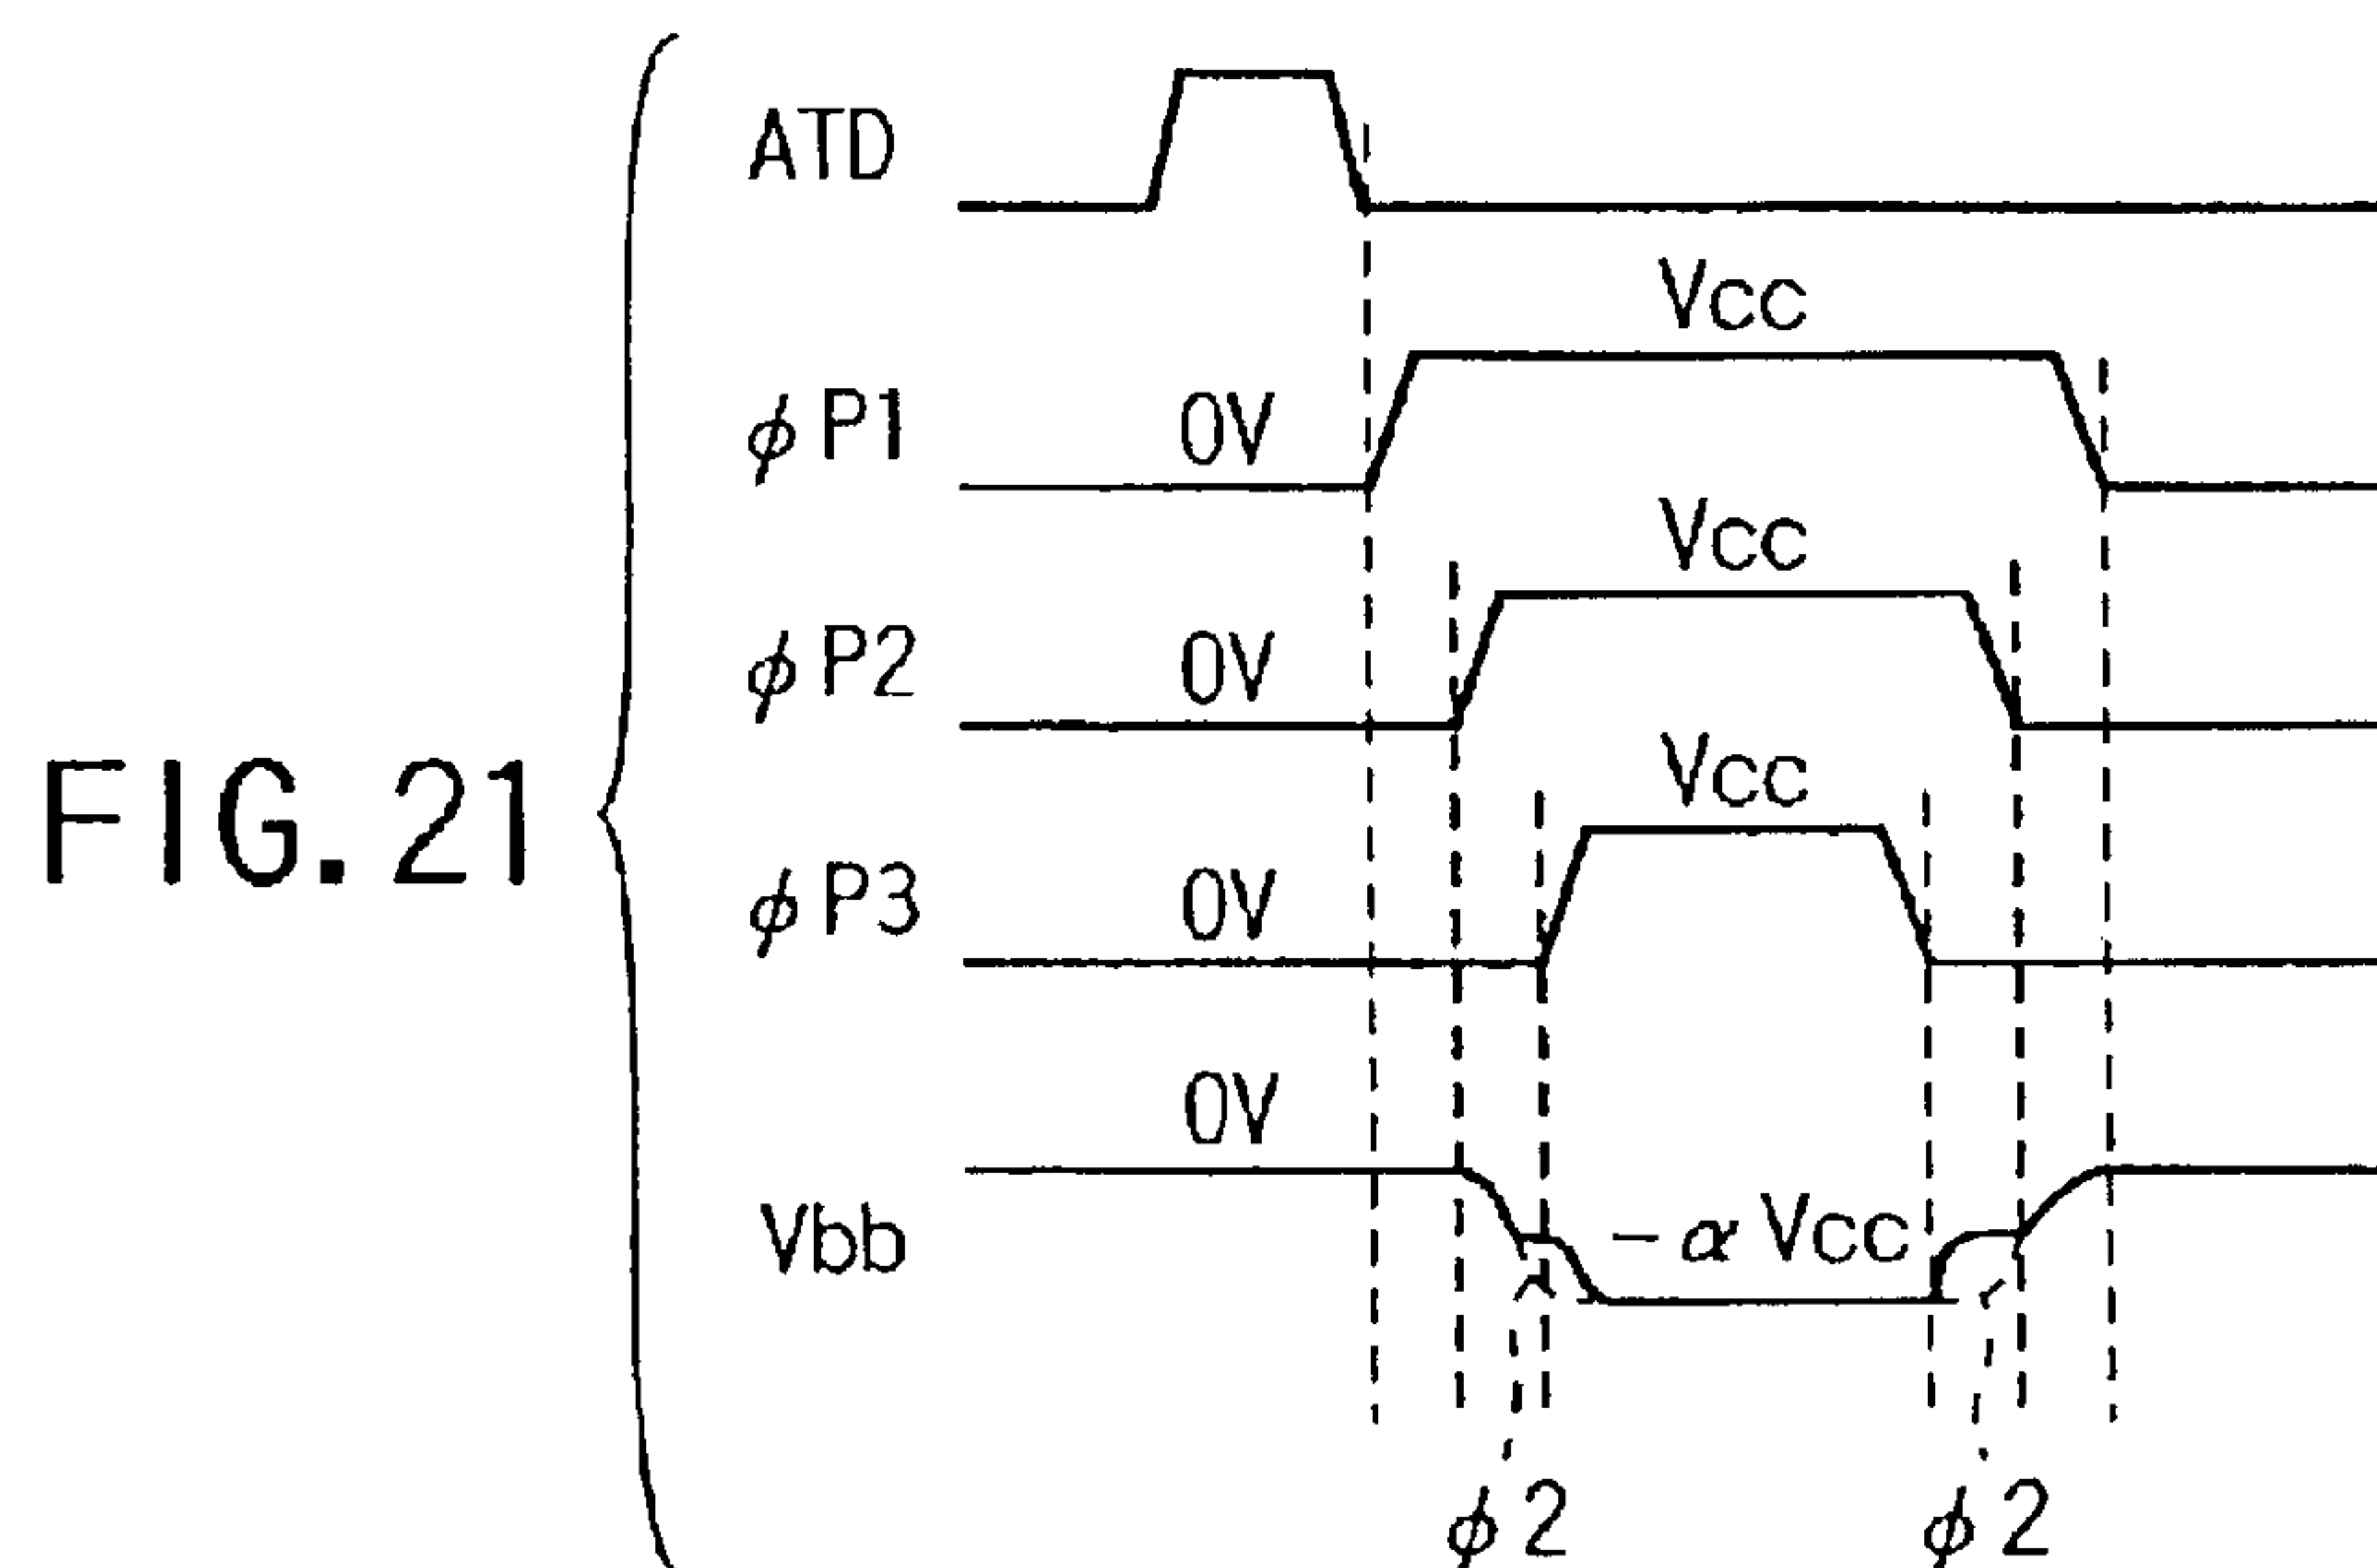 FIG. 21
ATD
Vcc
φP1 0V
Vcc
φP2 0V
Vcc
φP3 0V
0V
Vbb -αVcc
φ2 φ2